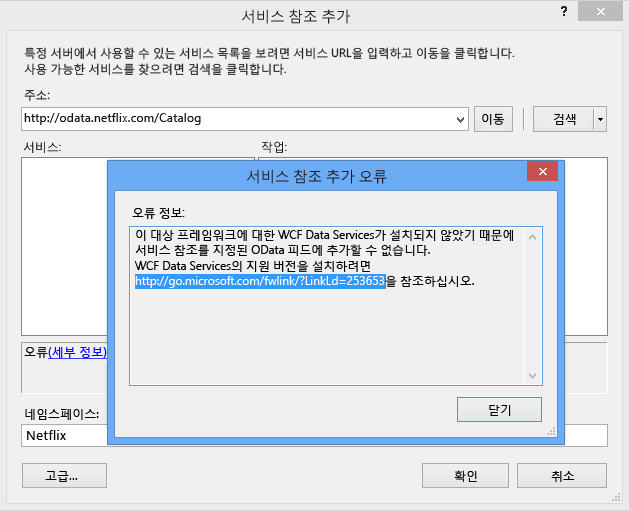 서비스 참조 추가
?
특정 서버에서 사용할 수 있는 서비스 목록을 보려면 서비스 URL을 입력하고 이동을 클릭합니다.
사용 가능한 서비스를 찾으려면 검색을 클릭합니다.
주소:
http://odata.netflix.com/Catalog
이동
검색
서비스:
작업:
서비스 참조 추가 오류
오류 정보:
이 대상 프레임워크에 대한 WCF Data Services가 설치되지 않았기 때문에
서비스 참조를 지정된 OData 피드에 추가할 수 없습니다.
WCF Data Services의 지원 버전을 설치하려면
http://go.microsoft.com/fwlink/?LinkLd=253653을 참조하십시오.
닫기
오류(세부 정보)
네임스페이스:
Netflix
고급...
확인
취소